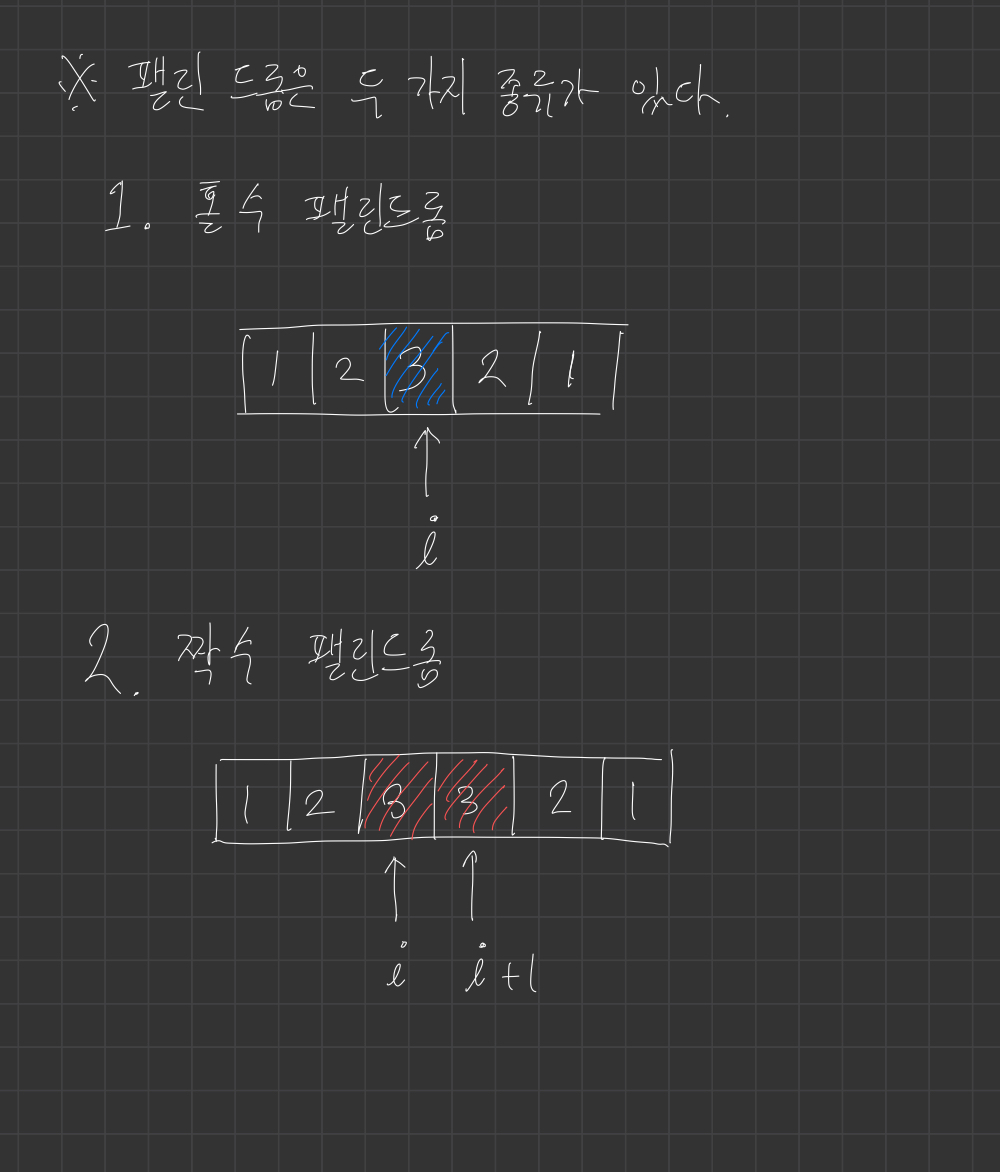 ※ 팰린드롬은 두 가지 종류가 있다.
1. 홀수 팰린드롬
1 2 3 2 1
i
2. 짝수 팰린드롬
1 2 3 3 2 1
i i+1